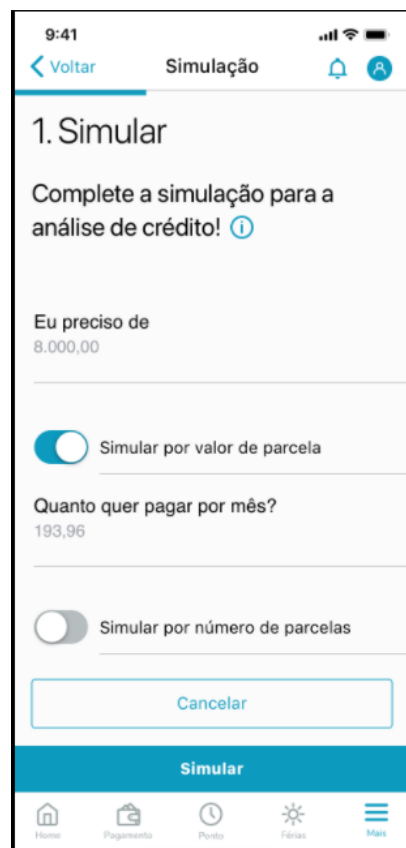 9:41
Voltar
Simulação
1. Simular
Complete a simulação para a
análise de crédito!
Eu preciso de
8.000,00
Simular por valor de parcela
Quanto quer pagar por mês?
193,96
Simular por número de parcelas
Cancelar
Simular
Home
Pagamento
Ponto
Férias
Mais